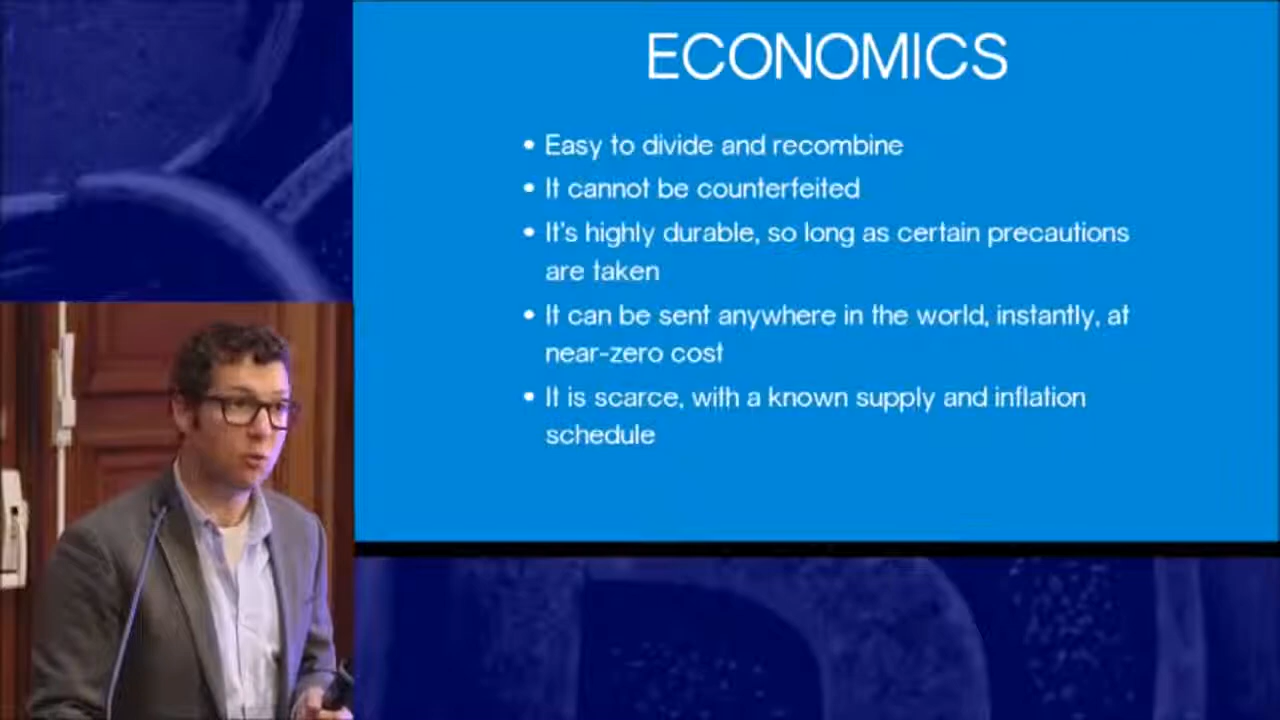 ECONOMICS
• Easy to divide and recombine
• It cannot be counterfeited
• It's highly durable, so long as certain precautions
are taken
• It can be sent anywhere in the world, instantly, at
near-zero cost
• It is scarce, with a known supply and inflation
schedule